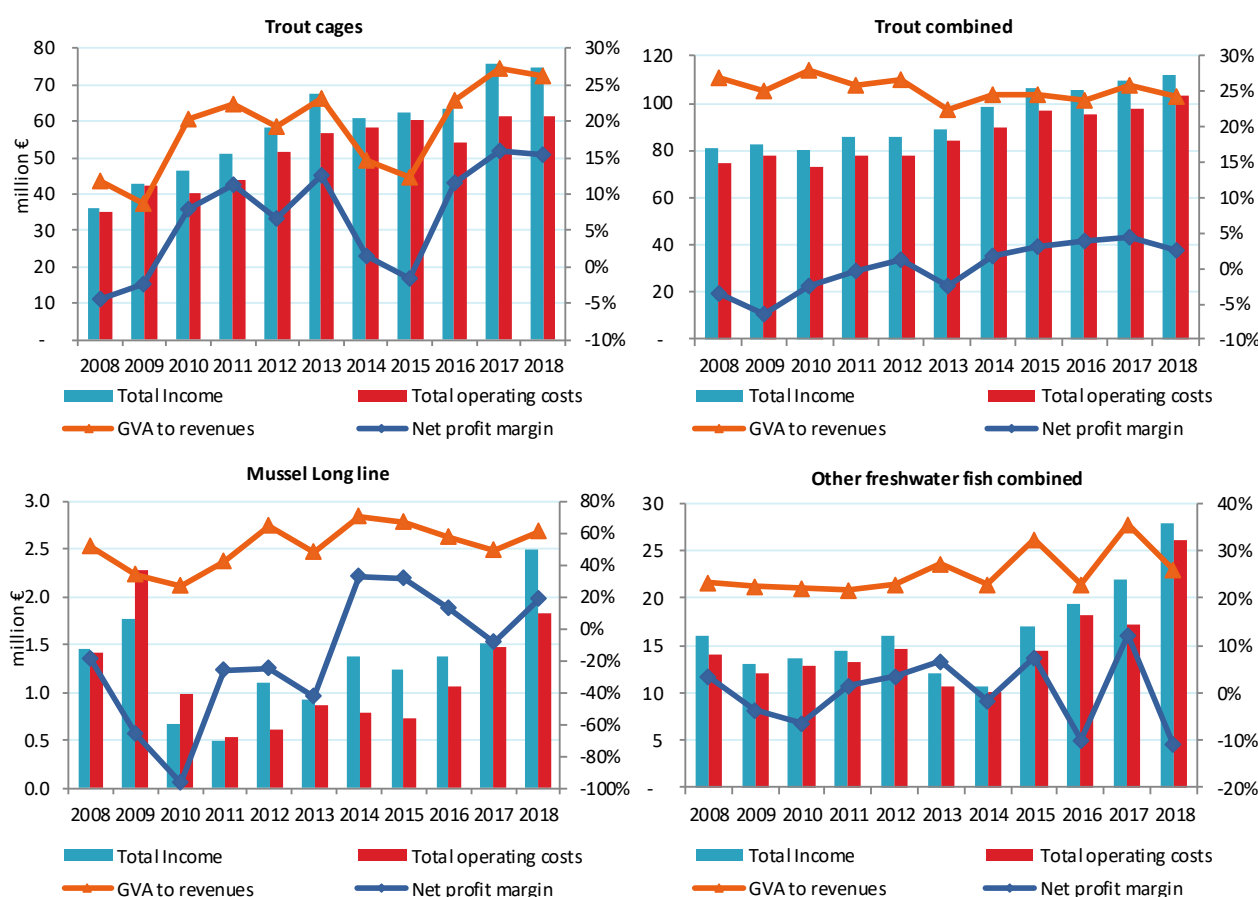 Trout cages
80
70
60
50
40
30
20
10
-
million €
30%
25%
20%
15%
10%
5%
0%
-5%
-10%
2008 2009 2010 2011 2012 2013 2014 2015 2016 2017 2018
Total Income
Total operating costs
GVA to revenues
Net profit margin
Trout combined
120
100
80
60
40
20
-
30%
25%
20%
15%
10%
5%
0%
-5%
-10%
2008 2009 2010 2011 2012 2013 2014 2015 2016 2017 2018
Total Income
Total operating costs
GVA to revenues
Net profit margin
Mussel Long line
3.0
2.5
2.0
1.5
1.0
0.5
0.0
million €
80%
60%
40%
20%
0%
-20%
-40%
-60%
-80%
-100%
2008 2009 2010 2011 2012 2013 2014 2015 2016 2017 2018
Total Income
Total operating costs
GVA to revenues
Net profit margin
Other freshwater fish combined
30
25
20
15
10
5
-
40%
30%
20%
10%
0%
-10%
-20%
2008 2009 2010 2011 2012 2013 2014 2015 2016 2017 2018
Total Income
Total operating costs
GVA to revenues
Net profit margin